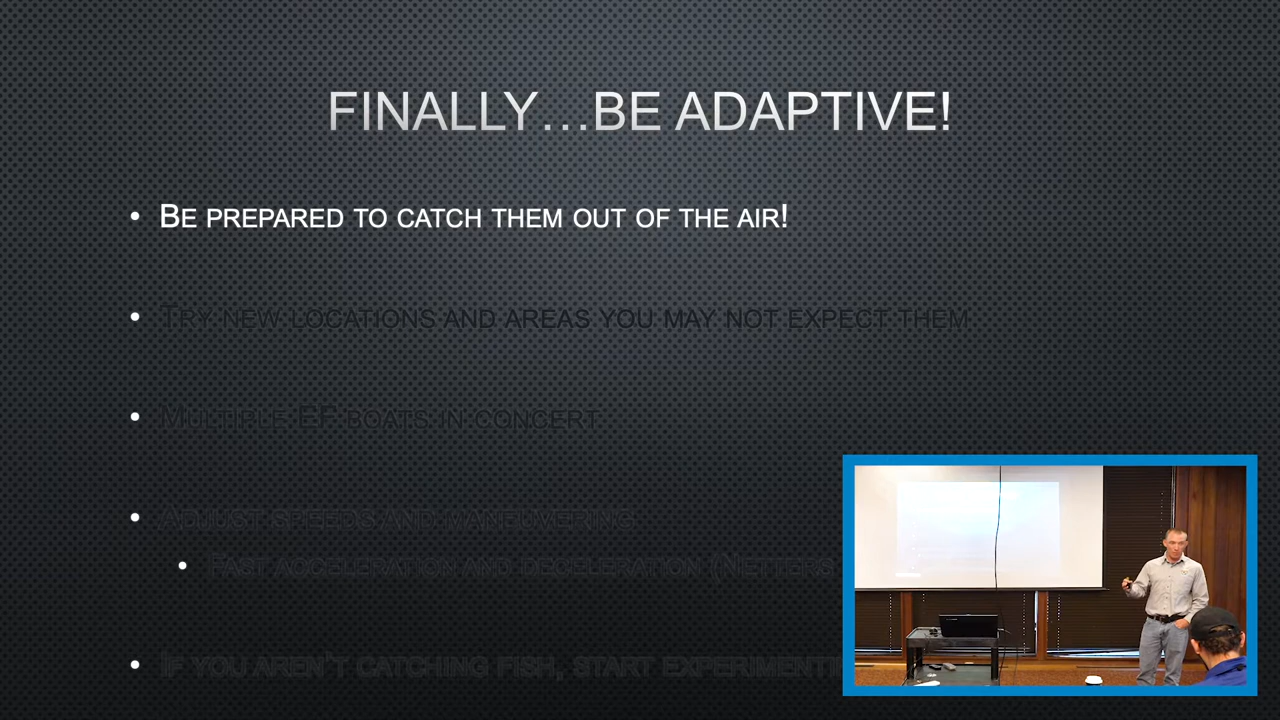 FINALLY…BE ADAPTIVE!
• BE PREPARED TO CATCH THEM OUT OF THE AIR!
• TRY NEW LOCATIONS AND AREAS YOU MAY NOT EXPECT THEM
• MULTIPLE EF BOATS IN CONCERT
• ADJUST SPEEDS AND MANEUVERING
• FAST ACCELERATION AND DECELERATION
• IF YOU AREN'T CATCHING FISH, START